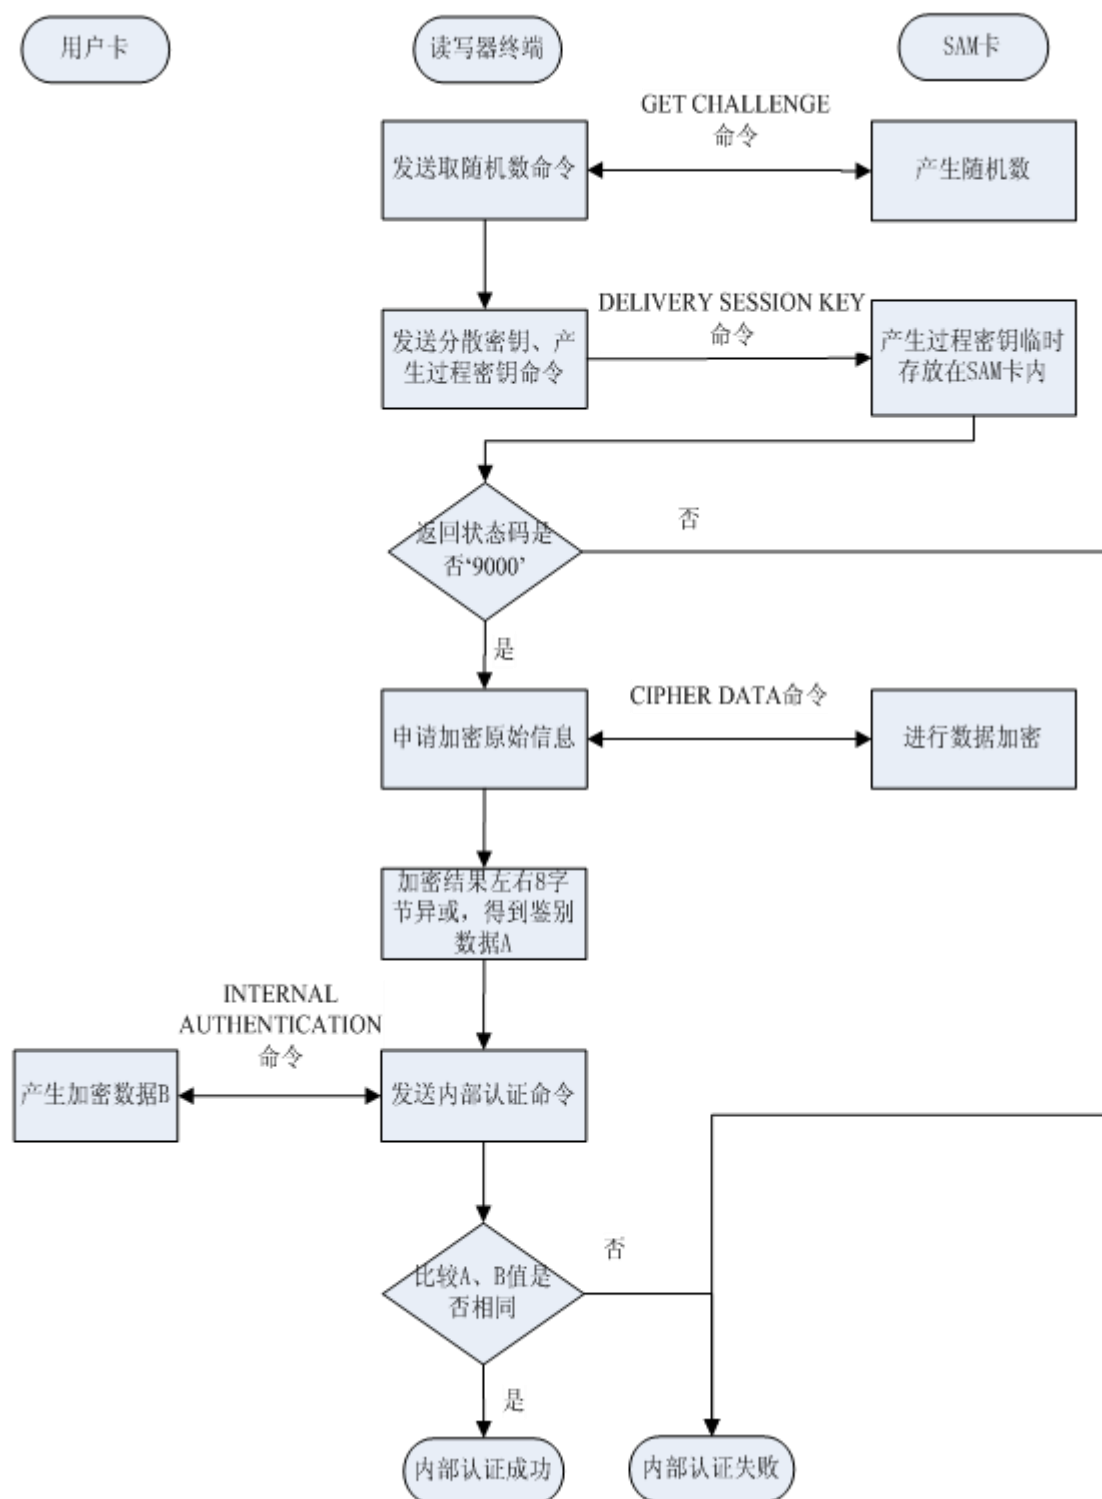 用户卡
读写器终端
SAM卡
GET CHALLENGE
命令
发送取随机数命令
产生随机数
DELIVERY SESSION KEY
命令
发送分散密钥、产
生过程密钥命令
产生过程密钥临时
存放在SAM卡内
返回状态码是
否‘9000’
否
是
申请加密原始信息
CIPHER DATA命令
进行数据加密
加密结果左右8字
节异或，得到鉴别
数据A
INTERNAL
AUTHENTICATION
命令
产生加密数据B
发送内部认证命令
比较A、B值是
否相同
否
是
内部认证成功
内部认证失败